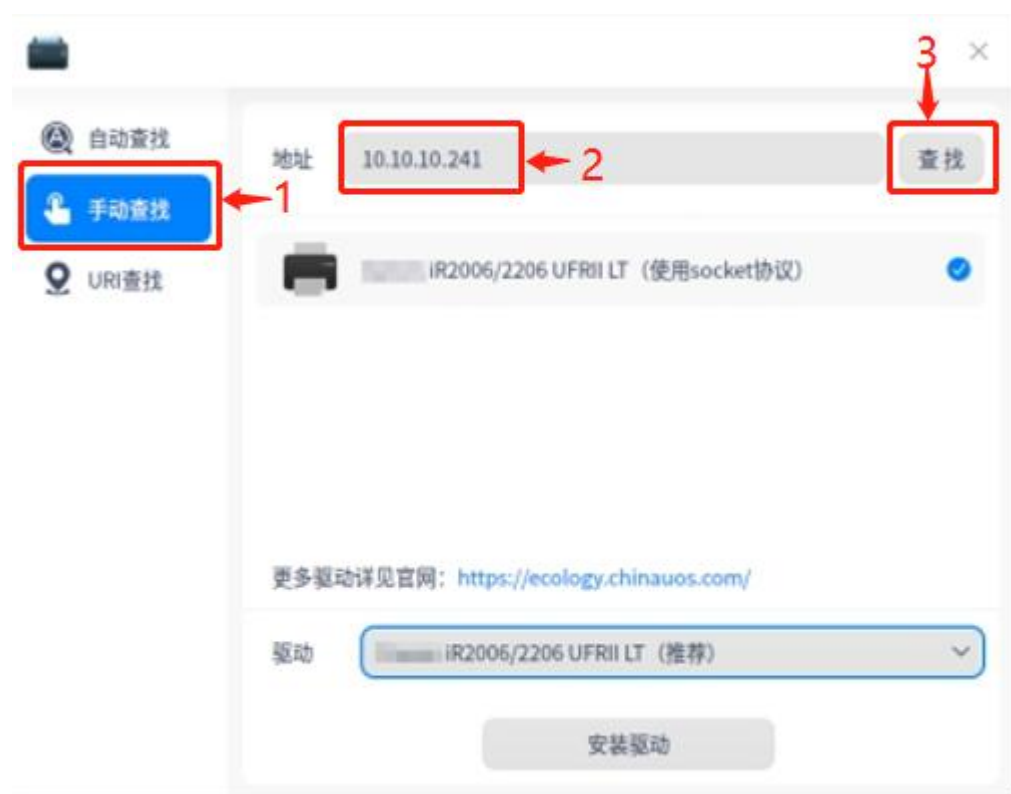 3
自动查找
地址 10.10.10.241 2 查找
手动查找 1
URI查找
iR2006/2206 UFRII LT（使用socket协议）
更多驱动详见官网：https://ecology.chinauos.com/
驱动 iR2006/2206 UFRII LT（推荐）
安装驱动